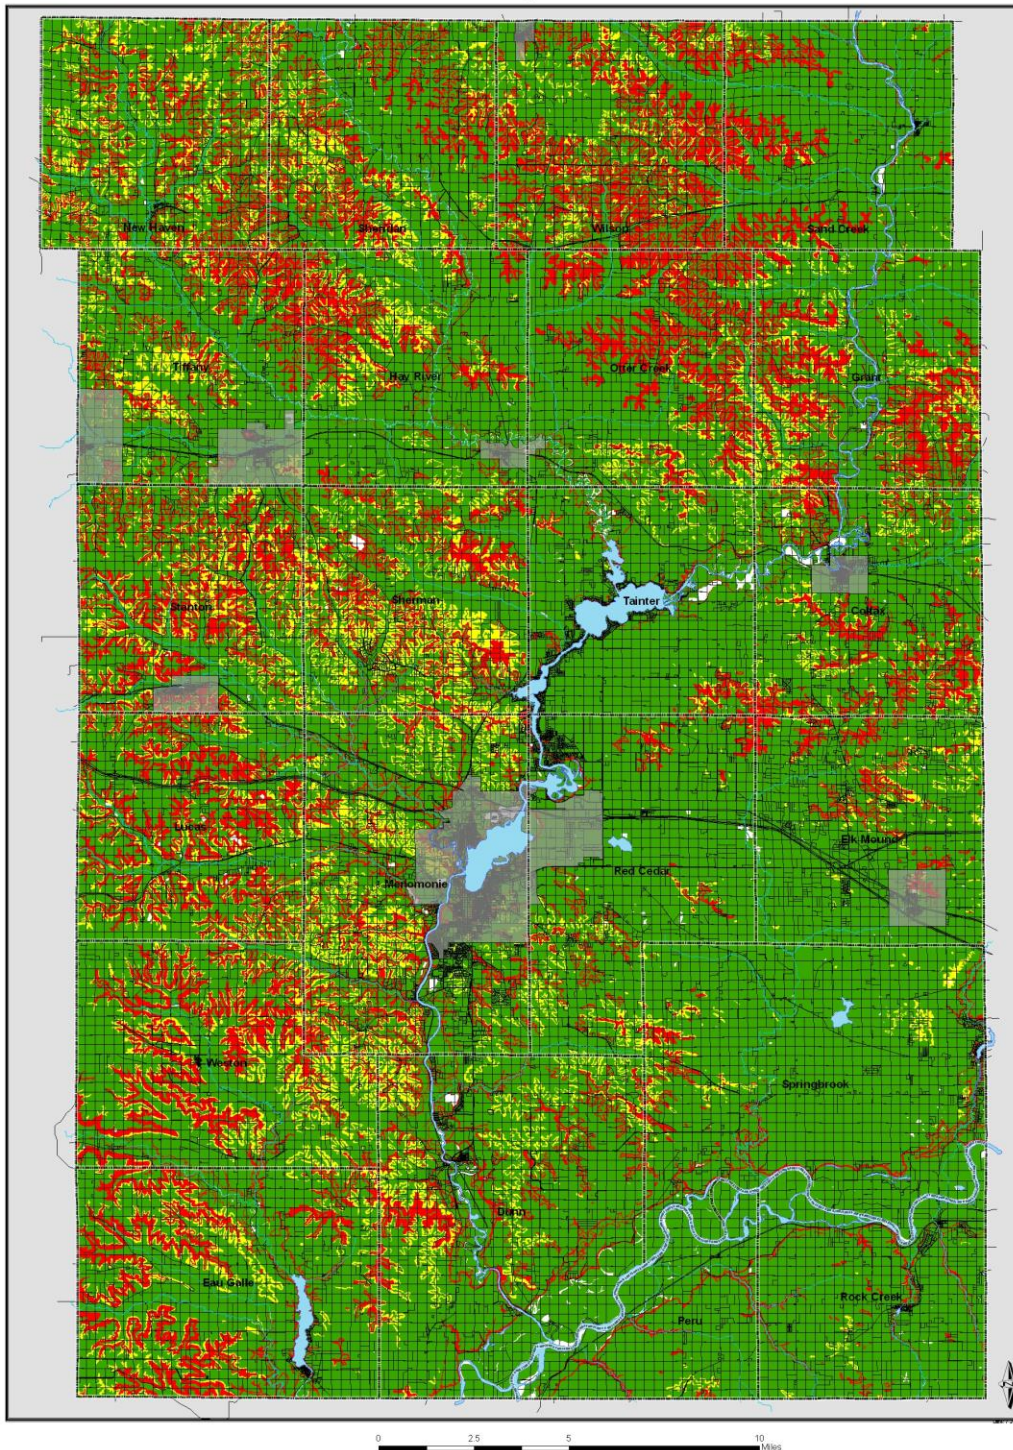 New Haven
Sheridan
Wilson
Sand Creek
Tiffany
Hay River
Otter Creek
Grant
Stanton
Sherman
Tainter
Colfax
Lucas
Menomonie
Red Cedar
Elk Mound
Weston
Springbrook
Dunn
Eau Galle
Peru
Rock Creek
0 2.5 5 10
Miles